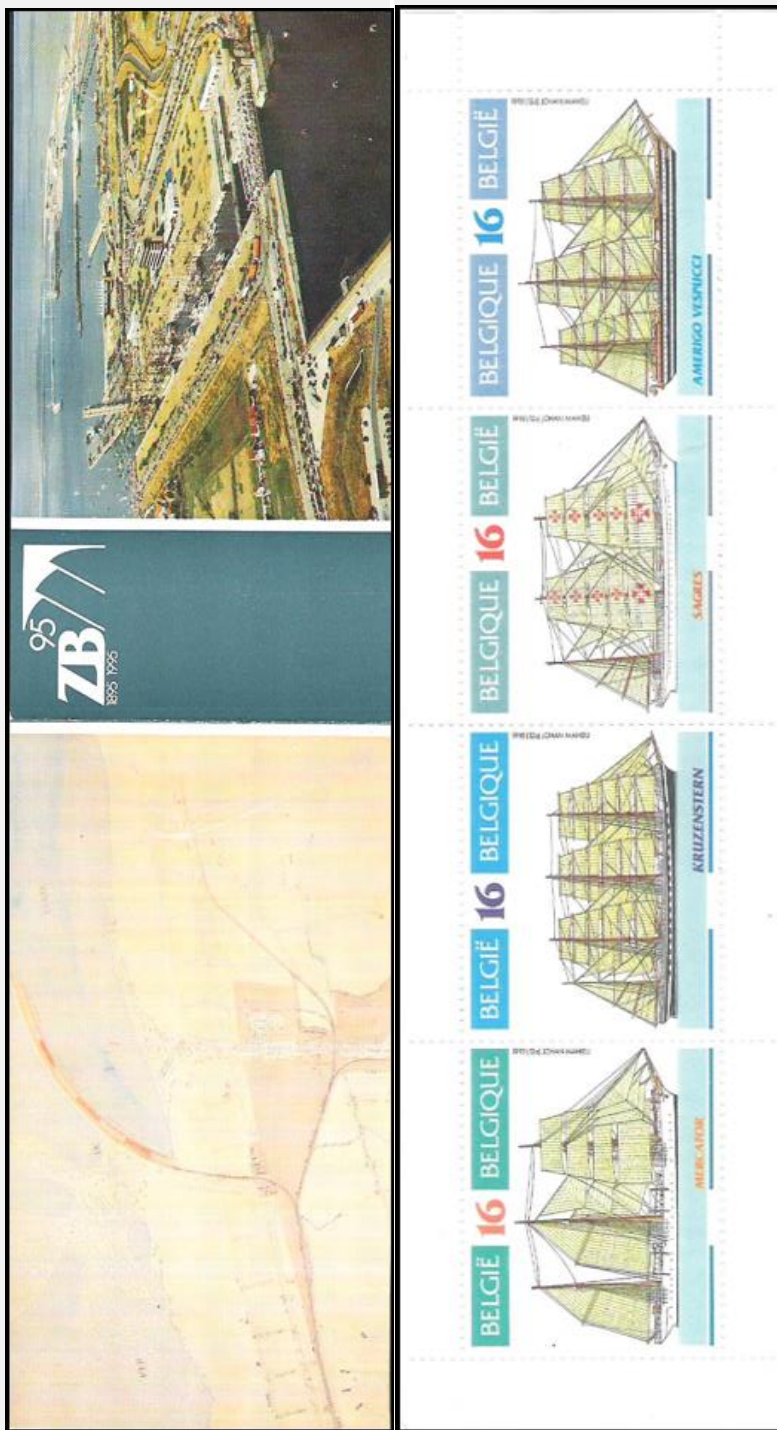 95
ZB
1895 1995
BELGIË 16 BELGIQUE
MERCATOR
BELGIË 16 BELGIQUE
KRUZENSTERN
BELGIQUE 16 BELGIË
SAGRES
BELGIQUE 16 BELGIË
AMERIGO VESPUCCI